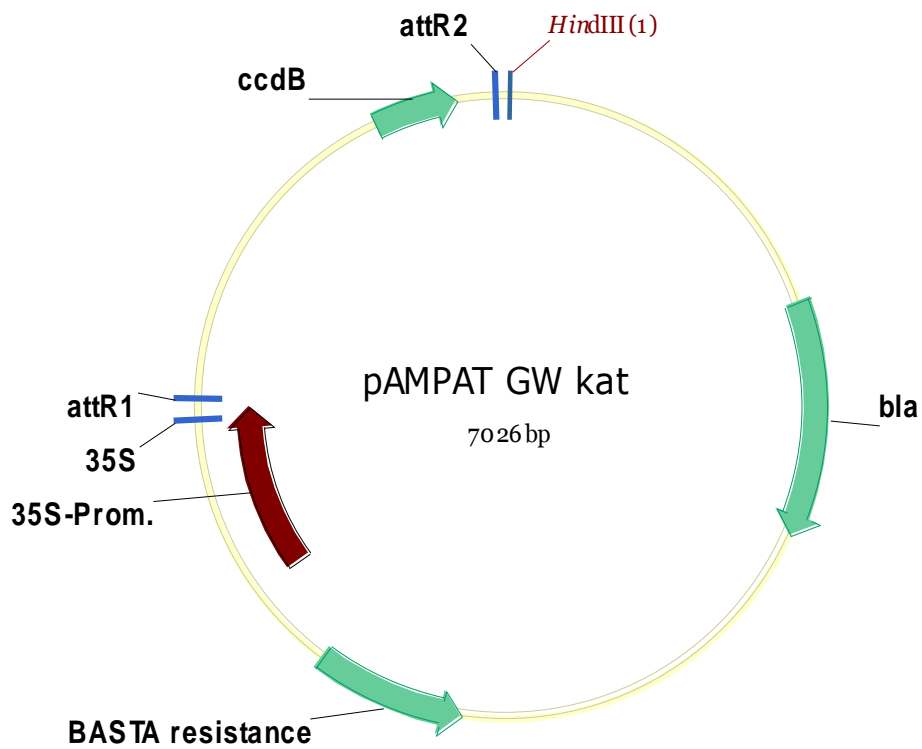 attR2
HindIII (1)
ccdB
pAMPAT GW kat
7026 bp
attR1
bla
35S
35S-Prom.
BASTA resistance